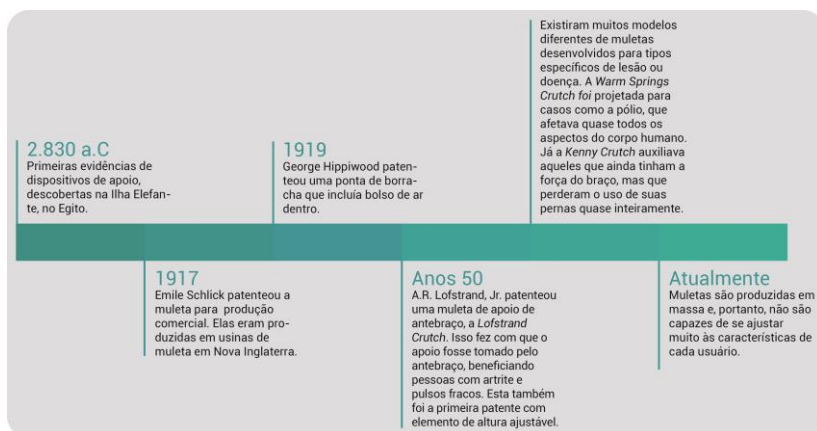 2.830 a.C
Primeiras evidências de
dispositivos de apoio,
descobertas na Ilha Elefan-
te, no Egito.
1917
Emile Schlick patenteou a
muleta para produção
comercial. Elas eram pro-
duzidas em usinas de
muleta em Nova Inglaterra.
1919
George Hippiwood paten-
teou uma ponta de borra-
cha que incluía bolso de ar
dentro.
Anos 50
A.R. Lofstrand, Jr. patenteou
uma muleta de apoio de
antebraço, a Lofstrand
Crutch. Isso fez com que o
apoio fosse tomado pelo
antebraço, beneficiando
pessoas com artrite e
pulsos fracos. Esta também
foi a primeira patente com
elemento de altura ajustável.
Existiram muitos modelos
diferentes de muletas
desenvolvidos para tipos
específicos de lesão ou
doença. A Warm Springs
Crutch foi projetada para
casos como a pólio, que
afetava quase todos os
aspectos do corpo humano.
Já a Kenny Crutch auxiliava
aqueles que ainda tinham a
força do braço, mas que
perderam o uso de suas
pernas quase inteiramente.
Atualmente
Muletas são produzidas em
massa e, portanto, não são
capazes de se ajustar
muito às características de
cada usuário.